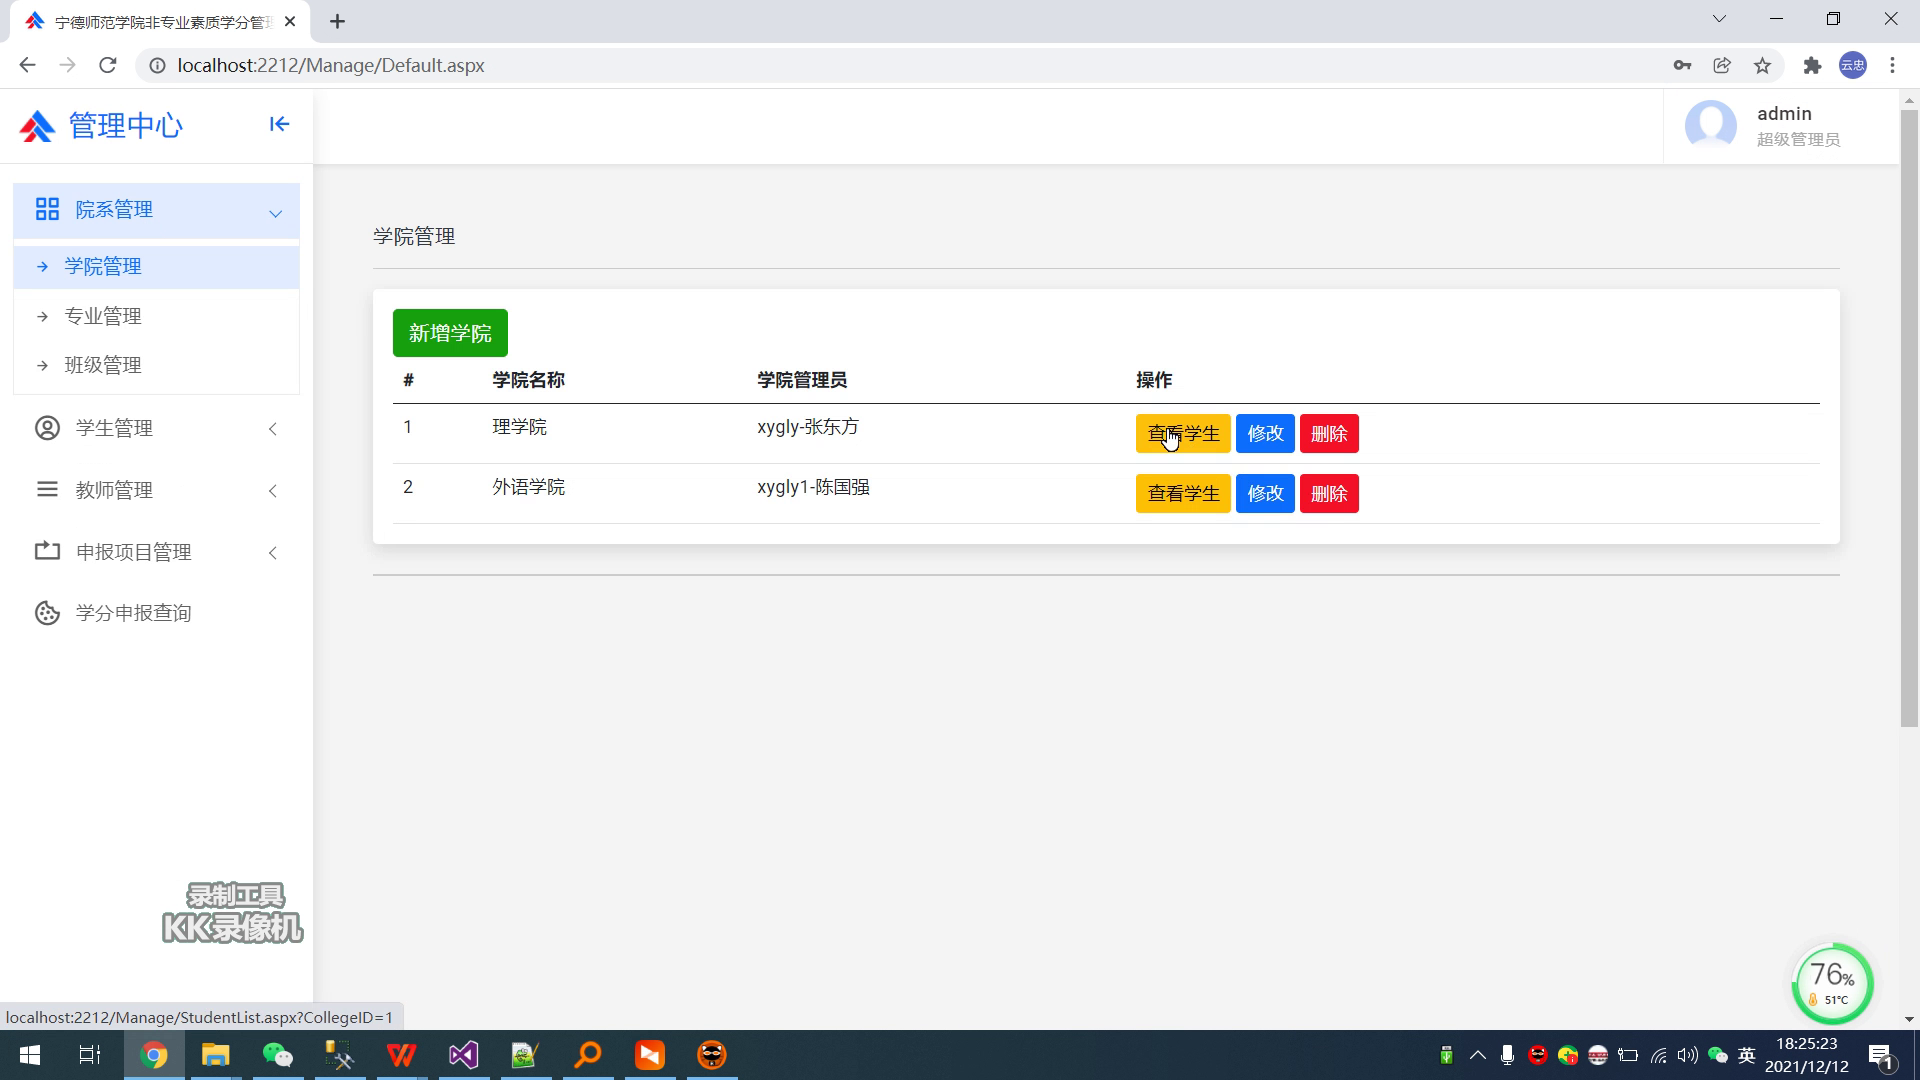 宁德师范学院非专业素质学分管理
localhost:2212/Manage/Default.aspx
云忠
管理中心
admin
超级管理员
院系管理
学院管理
专业管理
班级管理
学生管理
教师管理
申报项目管理
学分申报查询
学院管理
新增学院
# 学院名称 学院管理员 操作
1 理学院 xygly-张东方 查看学生 修改 删除
2 外语学院 xygly1-陈国强 查看学生 修改 删除
录制工具
KK录像机
76%
51°C
localhost:2212/Manage/StudentList.aspx?CollegeID=1
英
18:25:23
2021/12/12
1